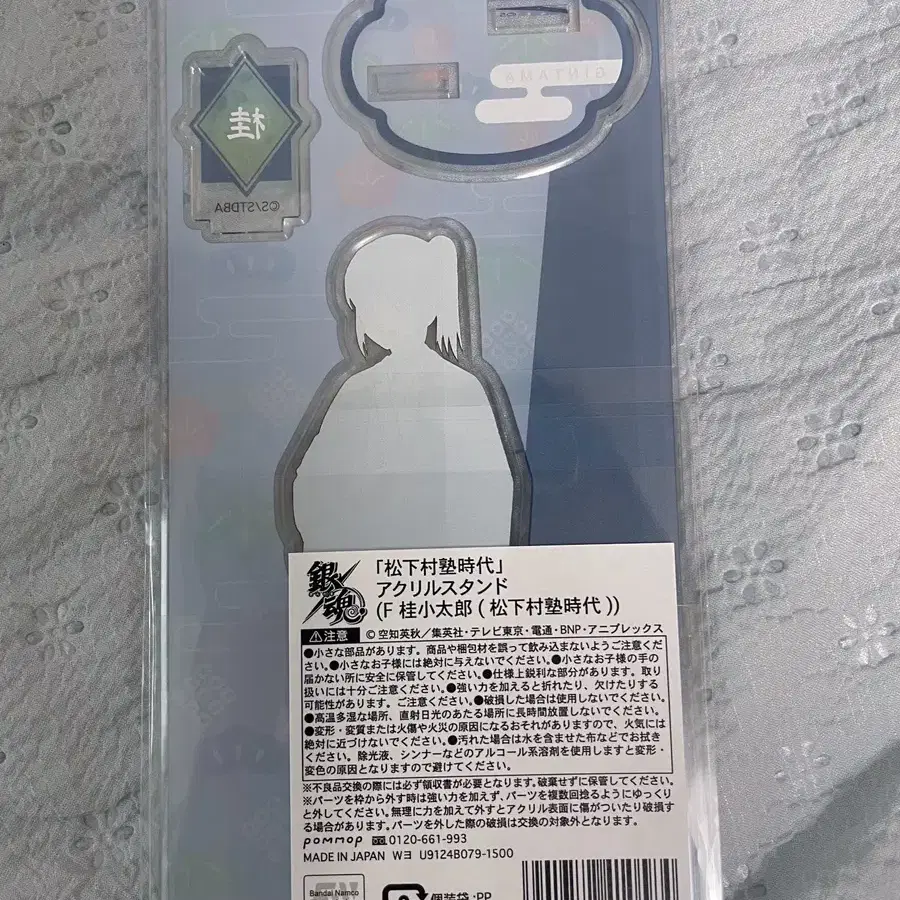 GINTAMA
桂
©S/STDBA
銀魂
「松下村塾時代」
アクリルスタンド
(F 桂小太郎 ( 松下村塾時代 ))
注意
© 空知英秋／集英社・テレビ東京・電通・BNP・アニプレックス
●小さな部品があります。商品や梱包材を誤って飲み込まないようご注意くだ
さい。●小さなお子様には絶対に与えないでください。●小さなお子様の手の
届かない所に安全に保管してください。●仕様上鋭利な部分があります。取り
扱いには十分ご注意ください。●強い力を加えると折れたり、欠けたりする
可能性があります。ご注意ください。●破損した場合は使用しないでください。
●高温多湿な場所、直射日光のあたる場所に長時間放置しないでください。
●変形・変質または火傷や火災の原因になるおそれがありますので、火気には
絶対に近づけないでください。●汚れた場合は水を含ませた布などでお拭き
ください。除光液、シンナーなどのアルコール系溶剤を使用しますと変形・
変色の原因となりますので避けてください。
※不良品交換の際には必ず領収書が必要となります。破棄せずに保管してください。
※パーツを枠から外す時は強い力を加えず、パーツを複数回捻るようにゆっくり
と外してください。無理に力を加えて外すとアクリル表面に傷がついたり破損す
る場合があります。パーツを外した際の破損は交換の対象外となります。
pommop 0120-661-993
MADE IN JAPAN Wヨ U9124B079-1500
Bandai Namco
個装袋:PP